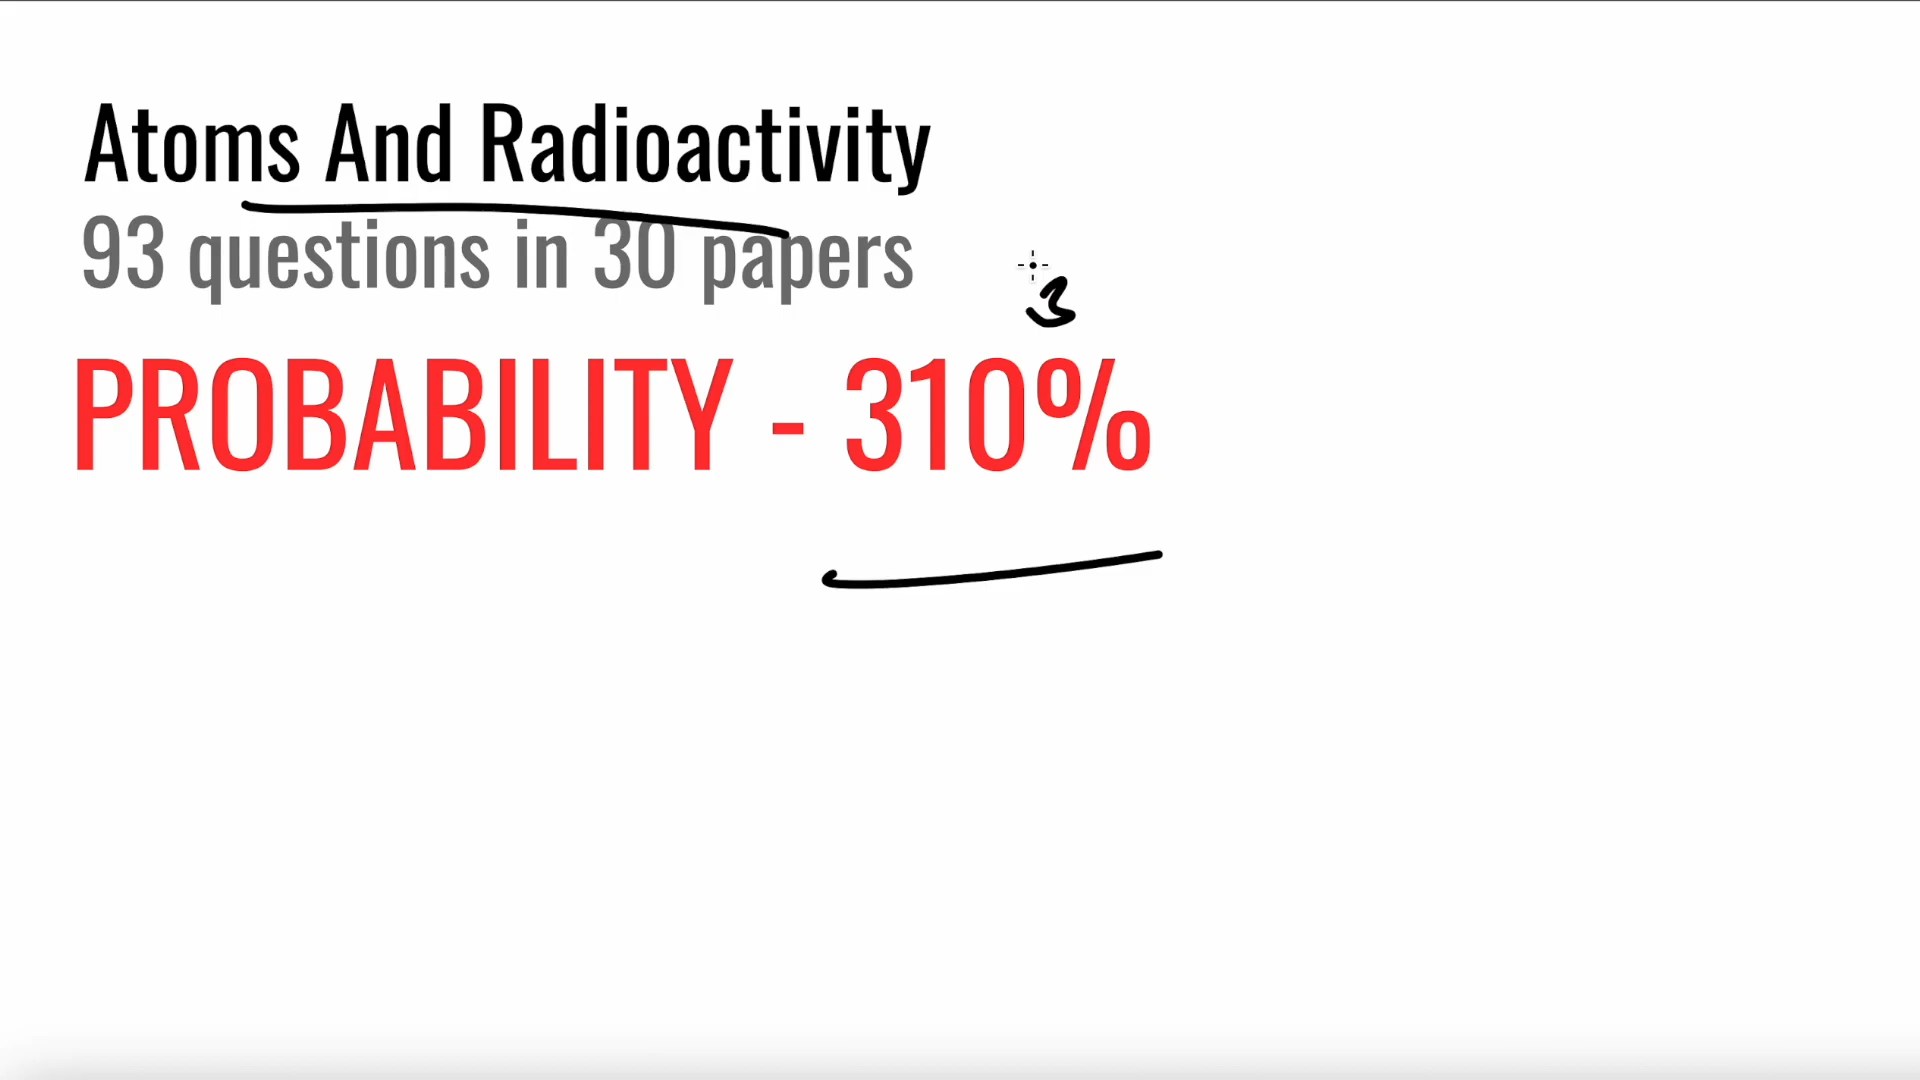 Atoms And Radioactivity
93 questions in 30 papers
3
PROBABILITY - 310%